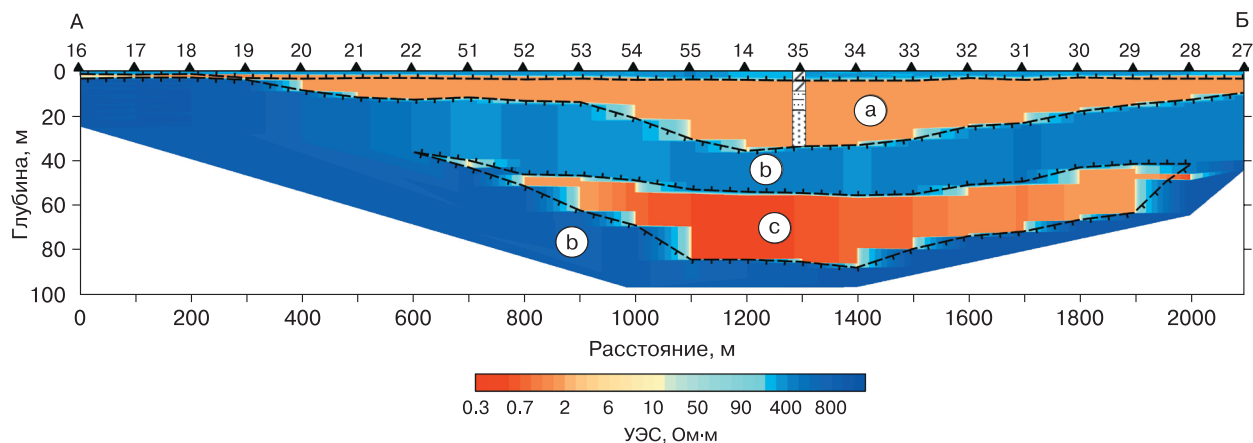 А Б
16 17 18 19 20 21 22 51 52 53 54 55 14 35 34 33 32 31 30 29 28 27
0
20
40
60
80
100
Глубина, м
a
b
c
b
0 200 400 600 800 1000 1200 1400 1600 1800 2000
Расстояние, м
0.3 0.7 2 6 10 50 90 400 800
УЭС, Ом·м